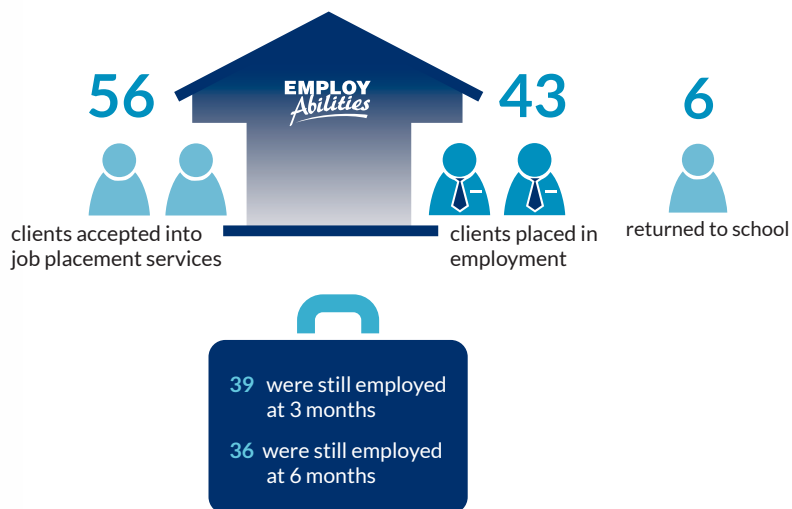 56
EMPLOY
Abilities
43
6
clients accepted into
job placement services
clients placed in
employment
returned to school
39 were still employed
at 3 months
36 were still employed
at 6 months